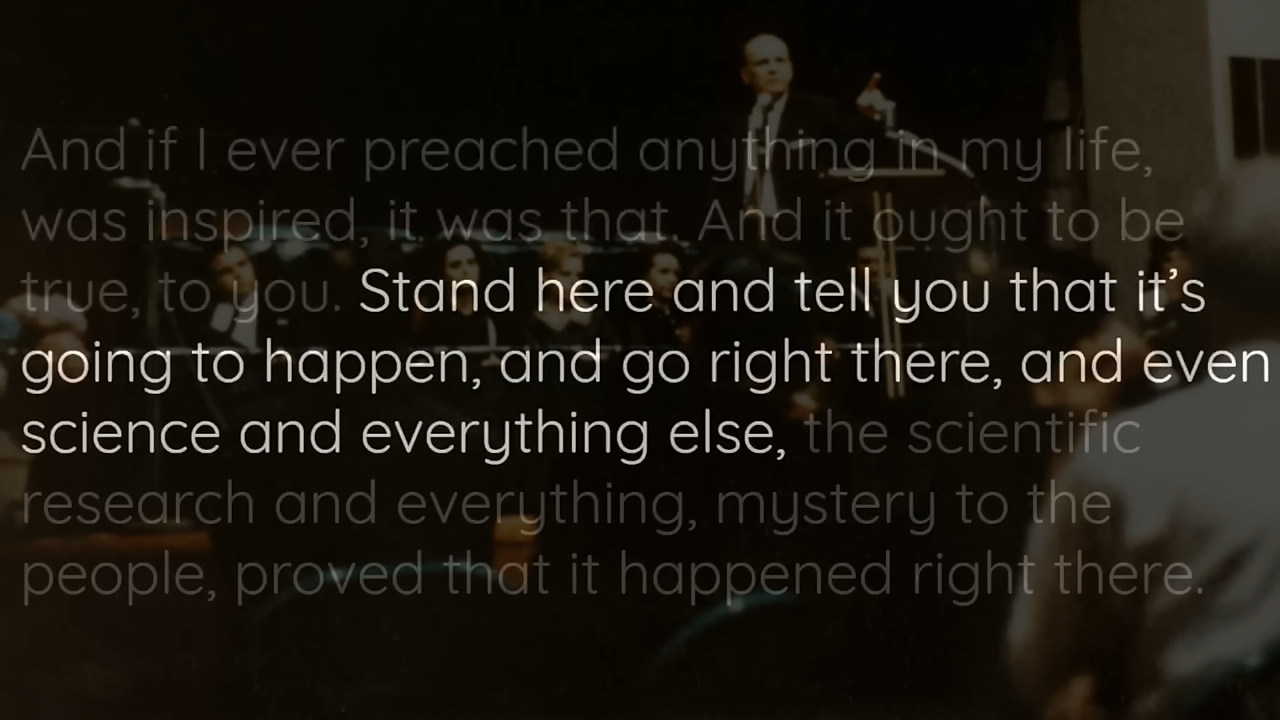 And if I ever preached anything in my life,
was inspired, it was that. And it ought to be
true, to you. Stand here and tell you that it’s
going to happen, and go right there, and even
science and everything else, the scientific
research and everything, mystery to the
people, proved that it happened right there.